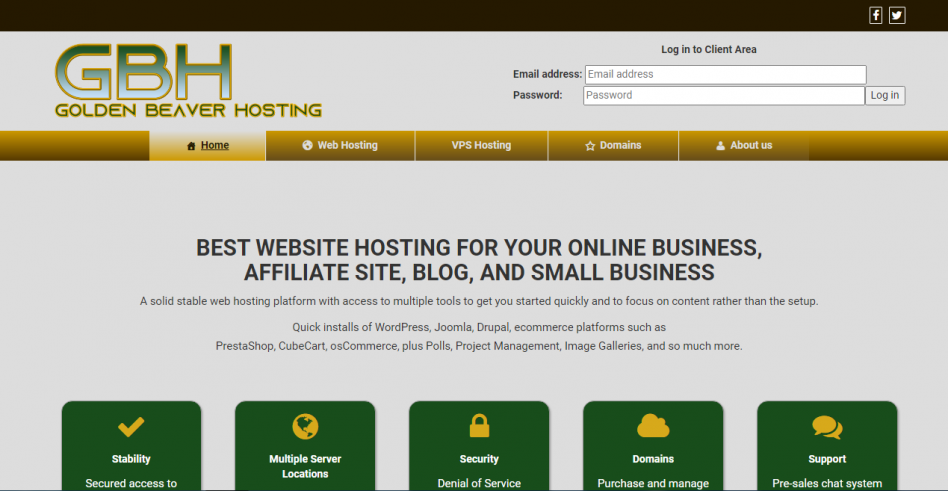 Log in to Client Area
GBH
GOLDEN BEAVER HOSTING
Email address: Email address
Password: Password Log in
Home Web Hosting VPS Hosting Domains About us
BEST WEBSITE HOSTING FOR YOUR ONLINE BUSINESS,
AFFILIATE SITE, BLOG, AND SMALL BUSINESS
A solid stable web hosting platform with access to multiple tools to get you started quickly and to focus on content rather than the setup.
Quick installs of WordPress, Joomla, Drupal, ecommerce platforms such as
PrestaShop, CubeCart, osCommerce, plus Polls, Project Management, Image Galleries, and so much more.
Stability
Secured access to
Multiple Server
Locations
Security
Denial of Service
Domains
Purchase and manage
Support
Pre-sales chat system